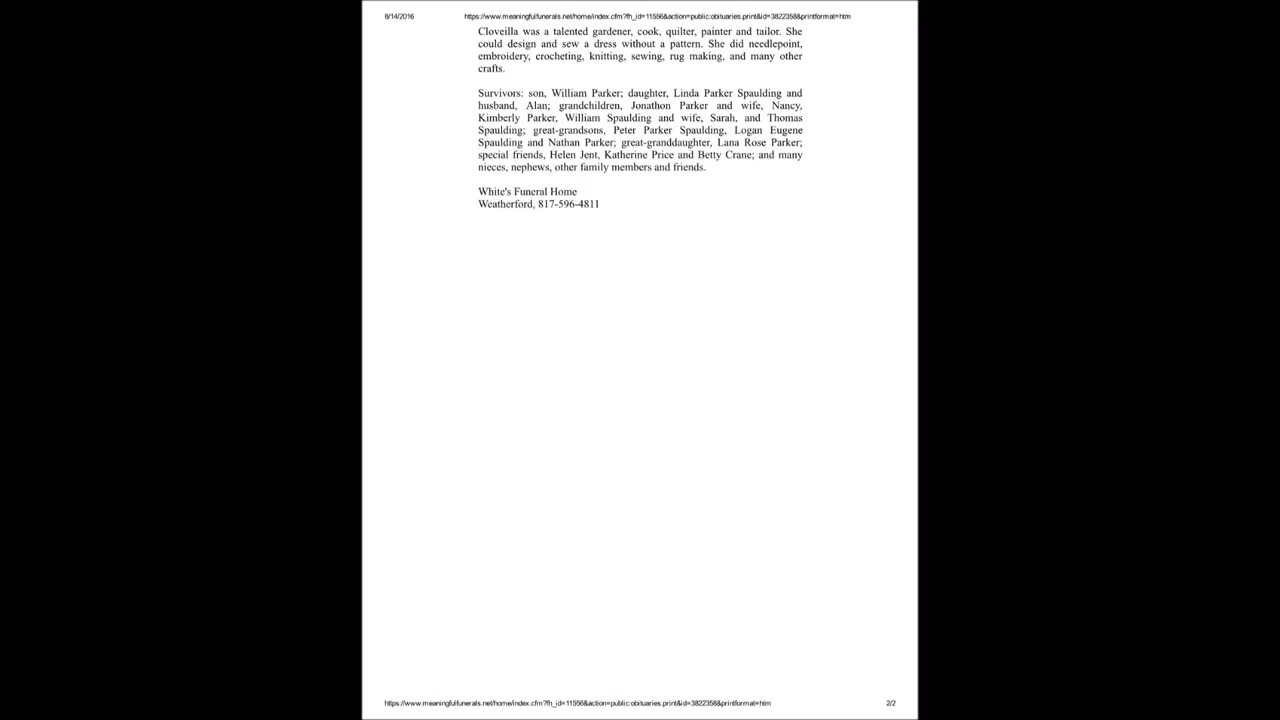 8/14/2016 https://www.meaningfulfunerals.net/home/index.cfm?fh_id=11556&action=public:obituaries.print&id=3822358&printformat=htm
Cloveilla was a talented gardener, cook, quilter, painter and tailor. She
could design and sew a dress without a pattern. She did needlepoint,
embroidery, crocheting, knitting, sewing, rug making, and many other
crafts.
Survivors: son, William Parker; daughter, Linda Parker Spaulding and
husband, Alan; grandchildren, Jonathon Parker and wife, Nancy,
Kimberly Parker, William Spaulding and wife, Sarah, and Thomas
Spaulding; great-grandsons, Peter Parker Spaulding, Logan Eugene
Spaulding and Nathan Parker; great-granddaughter, Lana Rose Parker;
special friends, Helen Jent, Katherine Price and Betty Crane; and many
nieces, nephews, other family members and friends.
White's Funeral Home
Weatherford, 817-596-4811
https://www.meaningfulfunerals.net/home/index.cfm?fh_id=11556&action=public:obituaries.print&id=3822358&printformat=htm 2/2